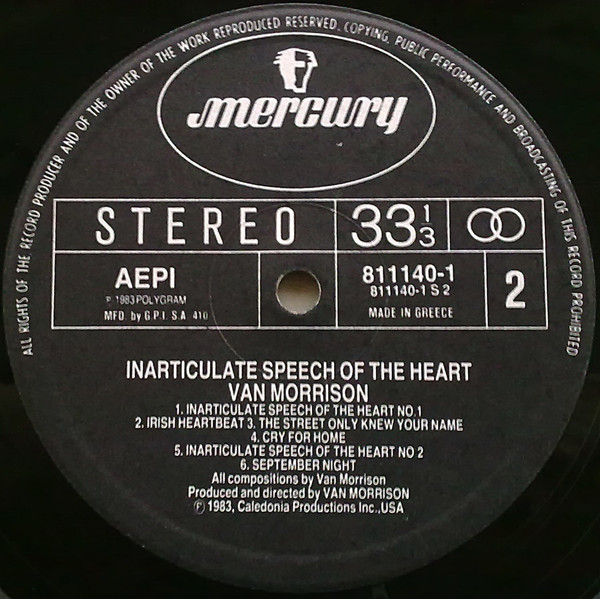 ALL RIGHTS OF THE RECORD PRODUCER AND OF THE OWNER OF THE WORK REPRODUCED RESERVED. COPYING, PUBLIC PERFORMANCE AND BROADCASTING OF THIS RECORD PROHIBITED
mercury
STEREO
33 1/3
AEPI
℗ 1983 POLYGRAM
MFD. by G.P.I. S.A. 410
811140-1
811140-1 S 2
MADE IN GREECE
2
INARTICULATE SPEECH OF THE HEART
VAN MORRISON
1. INARTICULATE SPEECH OF THE HEART NO.1
2. IRISH HEARTBEAT 3. THE STREET ONLY KNEW YOUR NAME
4. CRY FOR HOME
5. INARTICULATE SPEECH OF THE HEART NO 2
6. SEPTEMBER NIGHT
All compositions by Van Morrison
Produced and directed by VAN MORRISON
℗ 1983, Caledonia Productions Inc.,USA